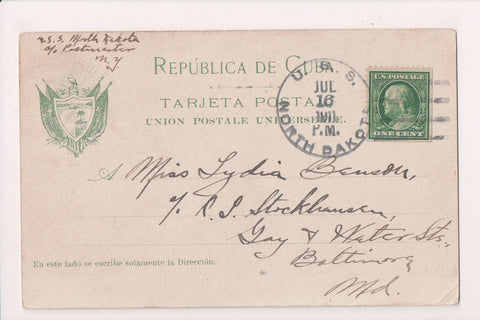 U.S.S. North Dakota
c/o Postmaster
N.Y
REPÚBLICA DE CUBA.
TARJETA POSTAL
UNION POSTALE UNIVERSELLE.
U. S. S.
JUL
16
1911
P.M.
NORTH DAKOTA
U.S. POSTAGE
ONE CENT
A Miss Lydia Benson,
c/o R. J. Stockhausen,
Gay & Water Sts,
Baltimore
Md.
En este lado se escribe solamente la Dirección.